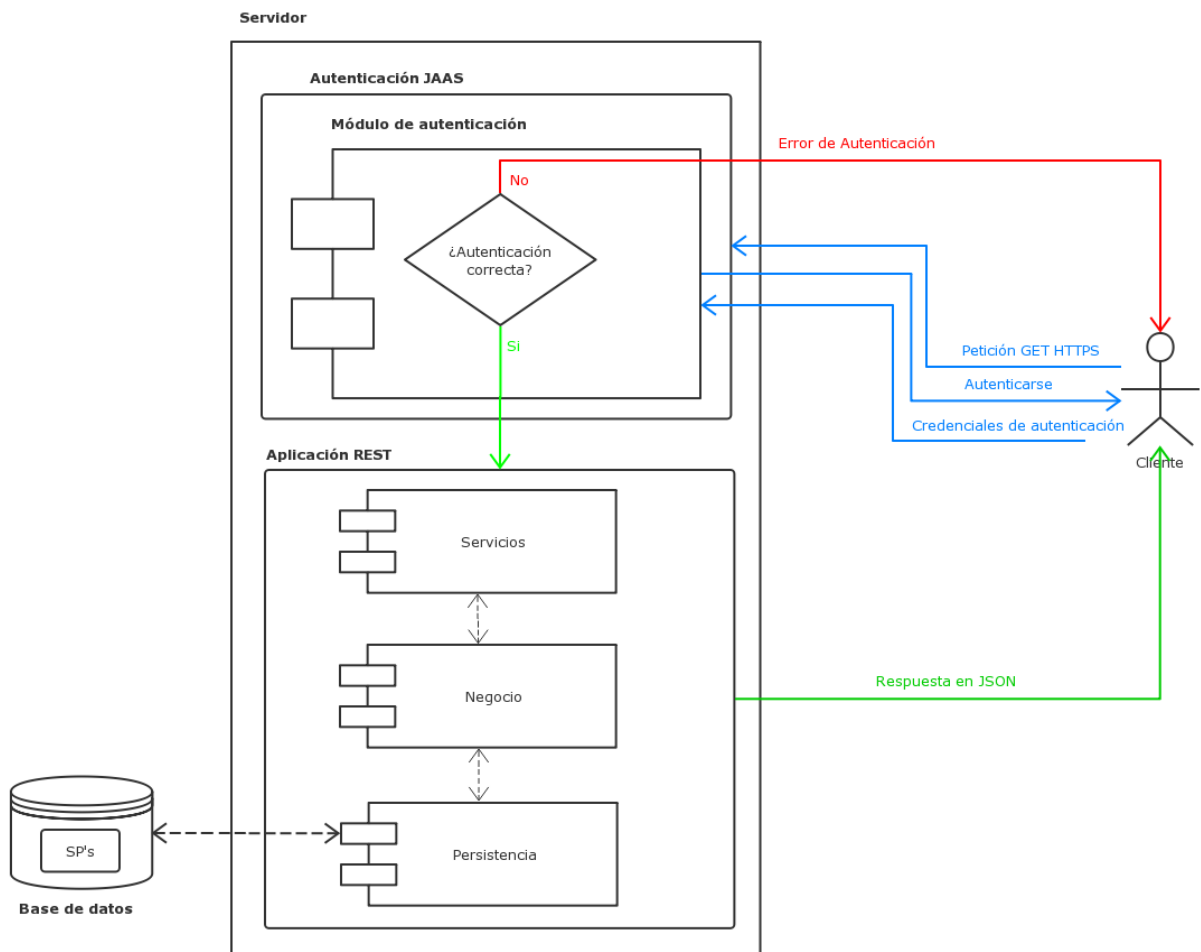 Servidor
Autenticación JAAS
Módulo de autenticación
Error de Autenticación
No
¿Autenticación
correcta?
Si
Petición GET HTTPS
Autenticarse
Credenciales de autenticación
Cliente
Aplicación REST
Servicios
Negocio
Respuesta en JSON
Persistencia
SP's
Base de datos